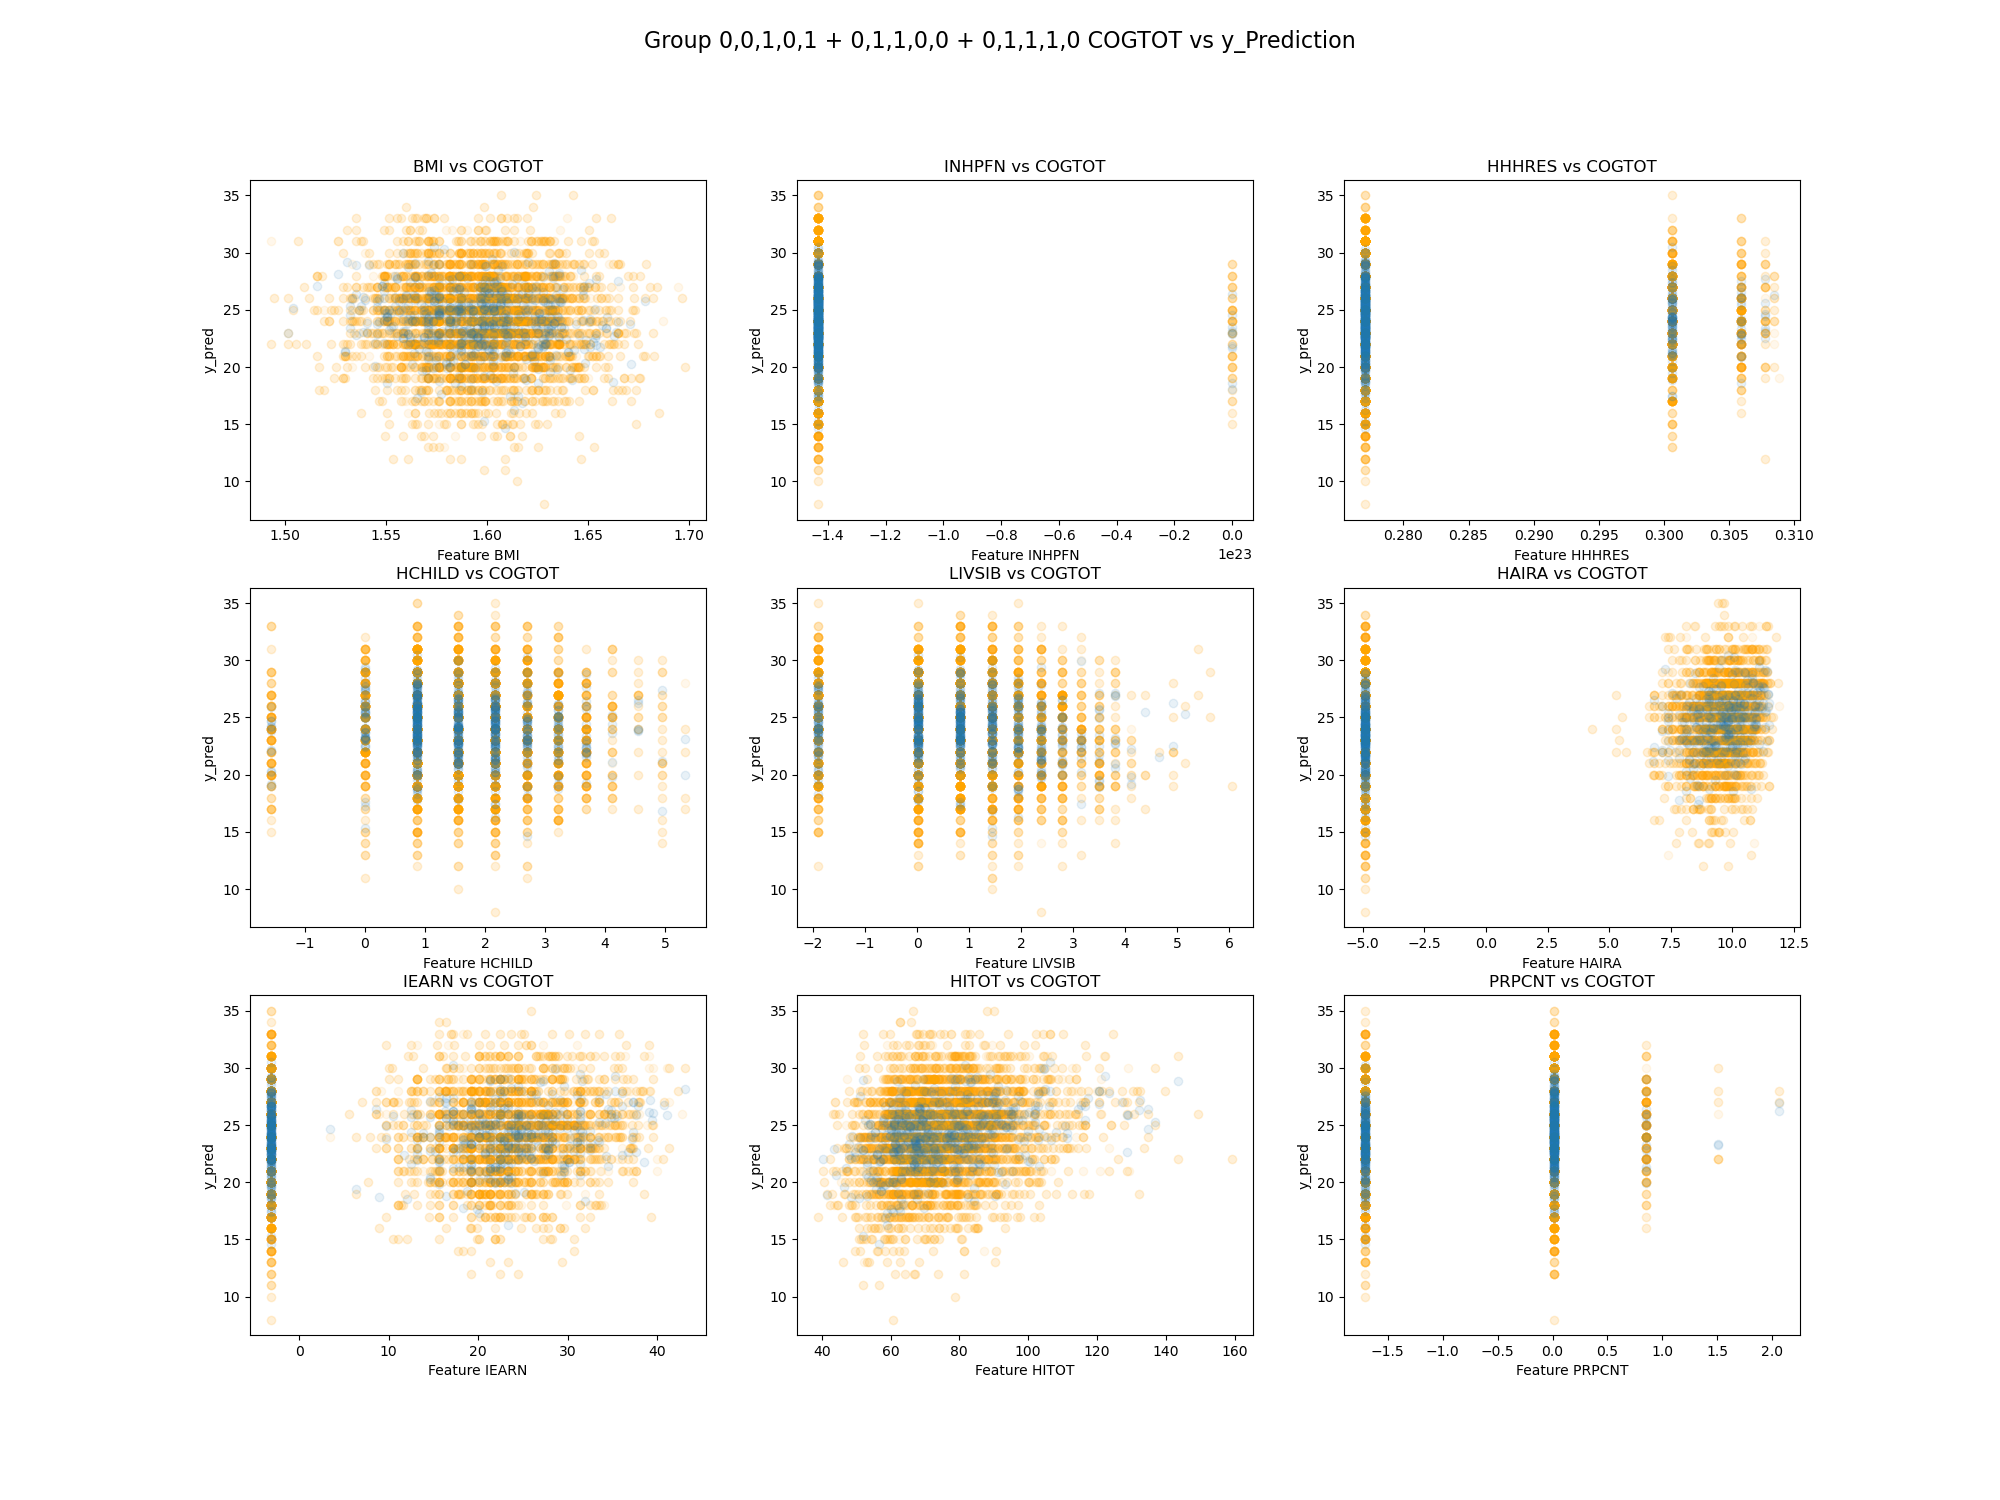 Group 0,0,1,0,1 + 0,1,1,0,0 + 0,1,1,1,0 COGTOT vs y_Prediction
BMI vs COGTOT
35
30
25
20
15
10
y_pred
1.50 1.55 1.60 1.65 1.70
Feature BMI
INHPFN vs COGTOT
35
30
25
20
15
10
y_pred
−1.4 −1.2 −1.0 −0.8 −0.6 −0.4 −0.2 0.0
1e23
Feature INHPFN
HHHRES vs COGTOT
35
30
25
20
15
10
y_pred
0.280 0.285 0.290 0.295 0.300 0.305 0.310
Feature HHHRES
HCHILD vs COGTOT
35
30
25
20
15
10
y_pred
−1 0 1 2 3 4 5
Feature HCHILD
LIVSIB vs COGTOT
35
30
25
20
15
10
y_pred
−2 −1 0 1 2 3 4 5 6
Feature LIVSIB
HAIRA vs COGTOT
35
30
25
20
15
10
y_pred
−5.0 −2.5 0.0 2.5 5.0 7.5 10.0 12.5
Feature HAIRA
IEARN vs COGTOT
35
30
25
20
15
10
y_pred
0 10 20 30 40
Feature IEARN
HITOT vs COGTOT
35
30
25
20
15
10
y_pred
40 60 80 100 120 140 160
Feature HITOT
PRPCNT vs COGTOT
35
30
25
20
15
10
y_pred
−1.5 −1.0 −0.5 0.0 0.5 1.0 1.5 2.0
Feature PRPCNT